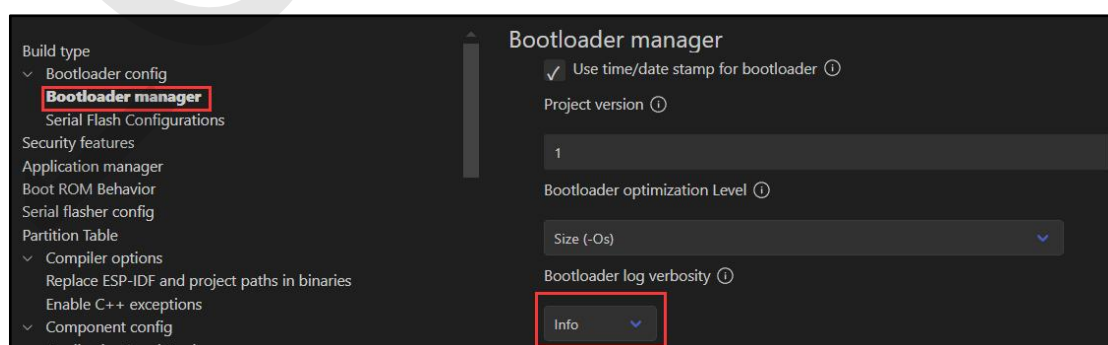 Build type
Bootloader config
Bootloader manager
Serial Flash Configurations
Security features
Application manager
Boot ROM Behavior
Serial flasher config
Partition Table
Compiler options
Replace ESP-IDF and project paths in binaries
Enable C++ exceptions
Component config
Bootloader manager
Use time/date stamp for bootloader
Project version
1
Bootloader optimization Level
Size (-Os)
Bootloader log verbosity
Info